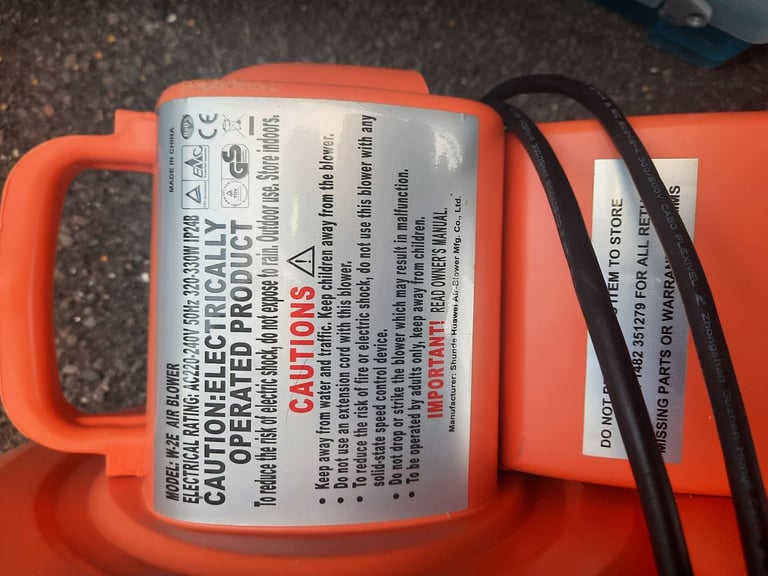 MADE IN CHINA
MODEL: W-2E AIR BLOWER
ELECTRICAL RATING: AC220-240V 50Hz 320-330W IP24B
CAUTION:ELECTRICALLY
OPERATED PRODUCT
CE
GS
To reduce the risk of electric shock, do not expose to rain. Outdoor use. Store indoors.
CAUTIONS
• Keep away from water and traffic. Keep children away from the blower.
• Do not use an extension cord with this blower.
• To reduce the risk of fire or electric shock, do not use this blower with any
solid-state speed control device.
• Do not drop or strike the blower which may result in malfunction.
• To be operated by adults only, keep away from children.
IMPORTANT! READ OWNER'S MANUAL.
Manufacturer: Shunde Huawei Air-Blower Mfg. Co., Ltd.
DO NOT ITEM TO STORE
1482 351279 FOR ALL
MISSING PARTS OR